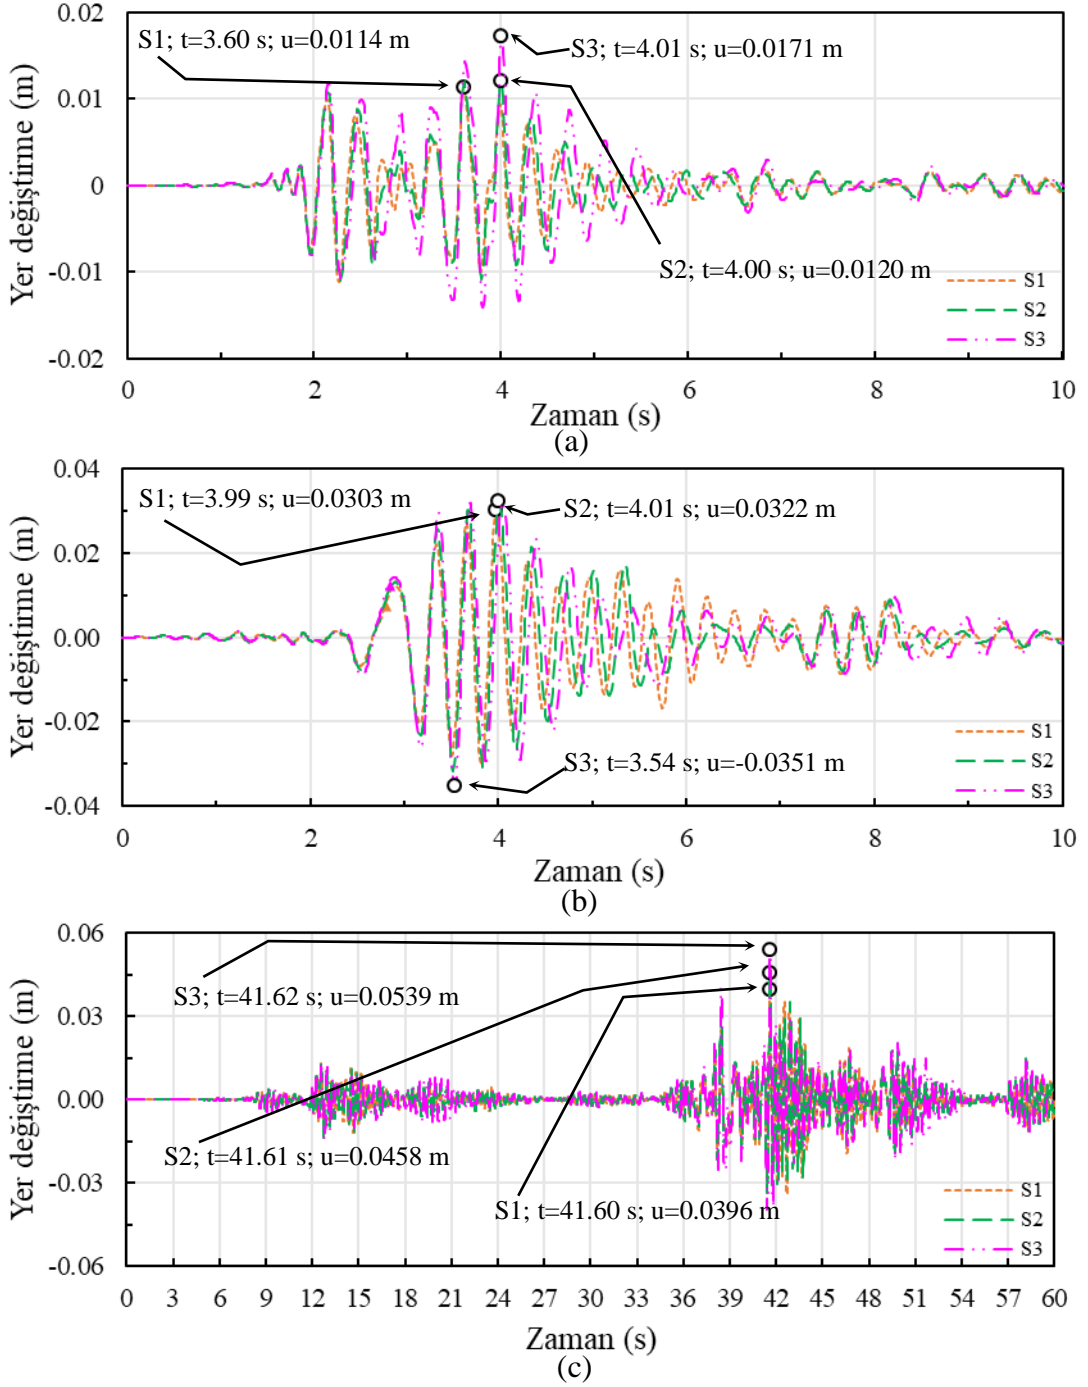 0.02
S1; t=3.60 s; u=0.0114 m
S3; t=4.01 s; u=0.0171 m
0.01
Yer değiştirme (m)
0
-0.01
S2; t=4.00 s; u=0.0120 m
S1
S2
S3
-0.02
0 2 4 6 8 10
Zaman (s)
(a)
0.04
S1; t=3.99 s; u=0.0303 m
S2; t=4.01 s; u=0.0322 m
0.02
Yer değiştirme (m)
0.00
-0.02
S1
S3; t=3.54 s; u=-0.0351 m
S2
S3
-0.04
0 2 4 6 8 10
Zaman (s)
(b)
0.06
S3; t=41.62 s; u=0.0539 m
0.03
Yer değiştirme (m)
0.00
S2; t=41.61 s; u=0.0458 m
-0.03
S1
S1; t=41.60 s; u=0.0396 m
S2
S3
-0.06
0 3 6 9 12 15 18 21 24 27 30 33 36 39 42 45 48 51 54 57 60
Zaman (s)
(c)